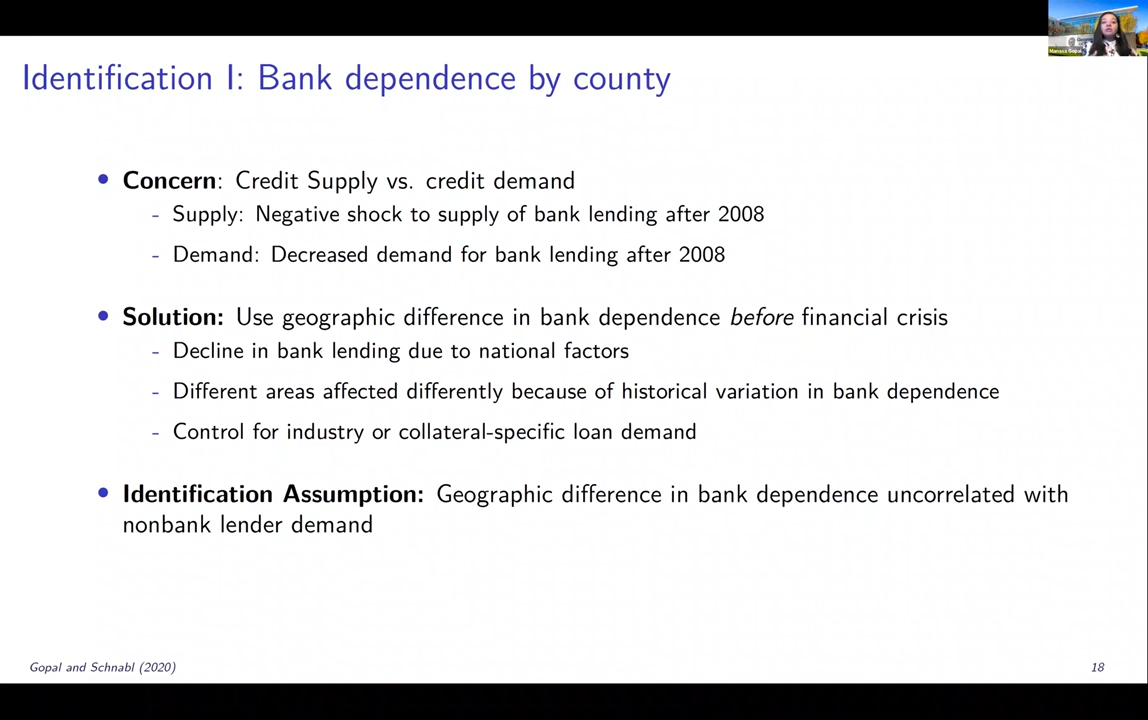 Manasa Gopal
Identification I: Bank dependence by county
• Concern: Credit Supply vs. credit demand
- Supply: Negative shock to supply of bank lending after 2008
- Demand: Decreased demand for bank lending after 2008
• Solution: Use geographic difference in bank dependence before financial crisis
- Decline in bank lending due to national factors
- Different areas affected differently because of historical variation in bank dependence
- Control for industry or collateral-specific loan demand
• Identification Assumption: Geographic difference in bank dependence uncorrelated with
nonbank lender demand
Gopal and Schnabl (2020)
18